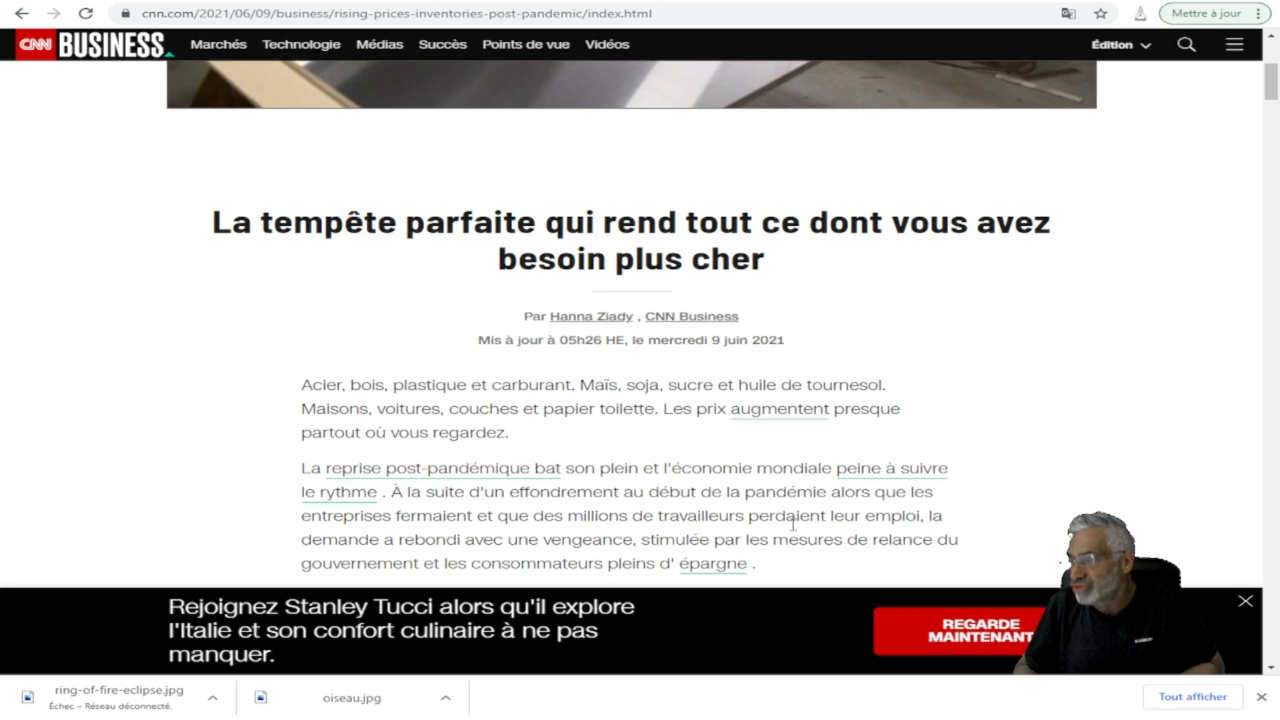 cnn.com/2021/06/09/business/rising-prices-inventories-post-pandemic/index.html
Mettre à jour
CNN BUSINESS Marchés Technologie Médias Succès Points de vue Vidéos Édition
La tempête parfaite qui rend tout ce dont vous avez
besoin plus cher
Par Hanna Ziady , CNN Business
Mis à jour à 05h26 HE, le mercredi 9 juin 2021
Acier, bois, plastique et carburant. Maïs, soja, sucre et huile de tournesol.
Maisons, voitures, couches et papier toilette. Les prix augmentent presque
partout où vous regardez.
La reprise post-pandémique bat son plein et l'économie mondiale peine à suivre
le rythme . À la suite d'un effondrement au début de la pandémie alors que les
entreprises fermaient et que des millions de travailleurs perdaient leur emploi, la
demande a rebondi avec une vengeance, stimulée par les mesures de relance du
gouvernement et les consommateurs pleins d' épargne .
Rejoignez Stanley Tucci alors qu'il explore
l'Italie et son confort culinaire à ne pas
manquer.
REGARDE
MAINTENANT
ring-of-fire-eclipse.jpg
Échec – Réseau déconnecté.
oiseau.jpg
Tout afficher